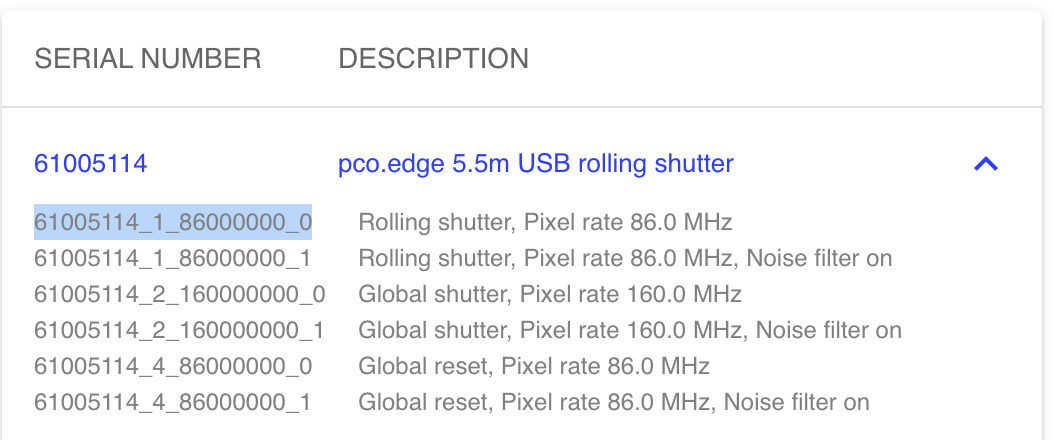 SERIAL NUMBER DESCRIPTION
61005114 pco.edge 5.5m USB rolling shutter
61005114_1_86000000_0 Rolling shutter, Pixel rate 86.0 MHz
61005114_1_86000000_1 Rolling shutter, Pixel rate 86.0 MHz, Noise filter on
61005114_2_160000000_0 Global shutter, Pixel rate 160.0 MHz
61005114_2_160000000_1 Global shutter, Pixel rate 160.0 MHz, Noise filter on
61005114_4_86000000_0 Global reset, Pixel rate 86.0 MHz
61005114_4_86000000_1 Global reset, Pixel rate 86.0 MHz, Noise filter on